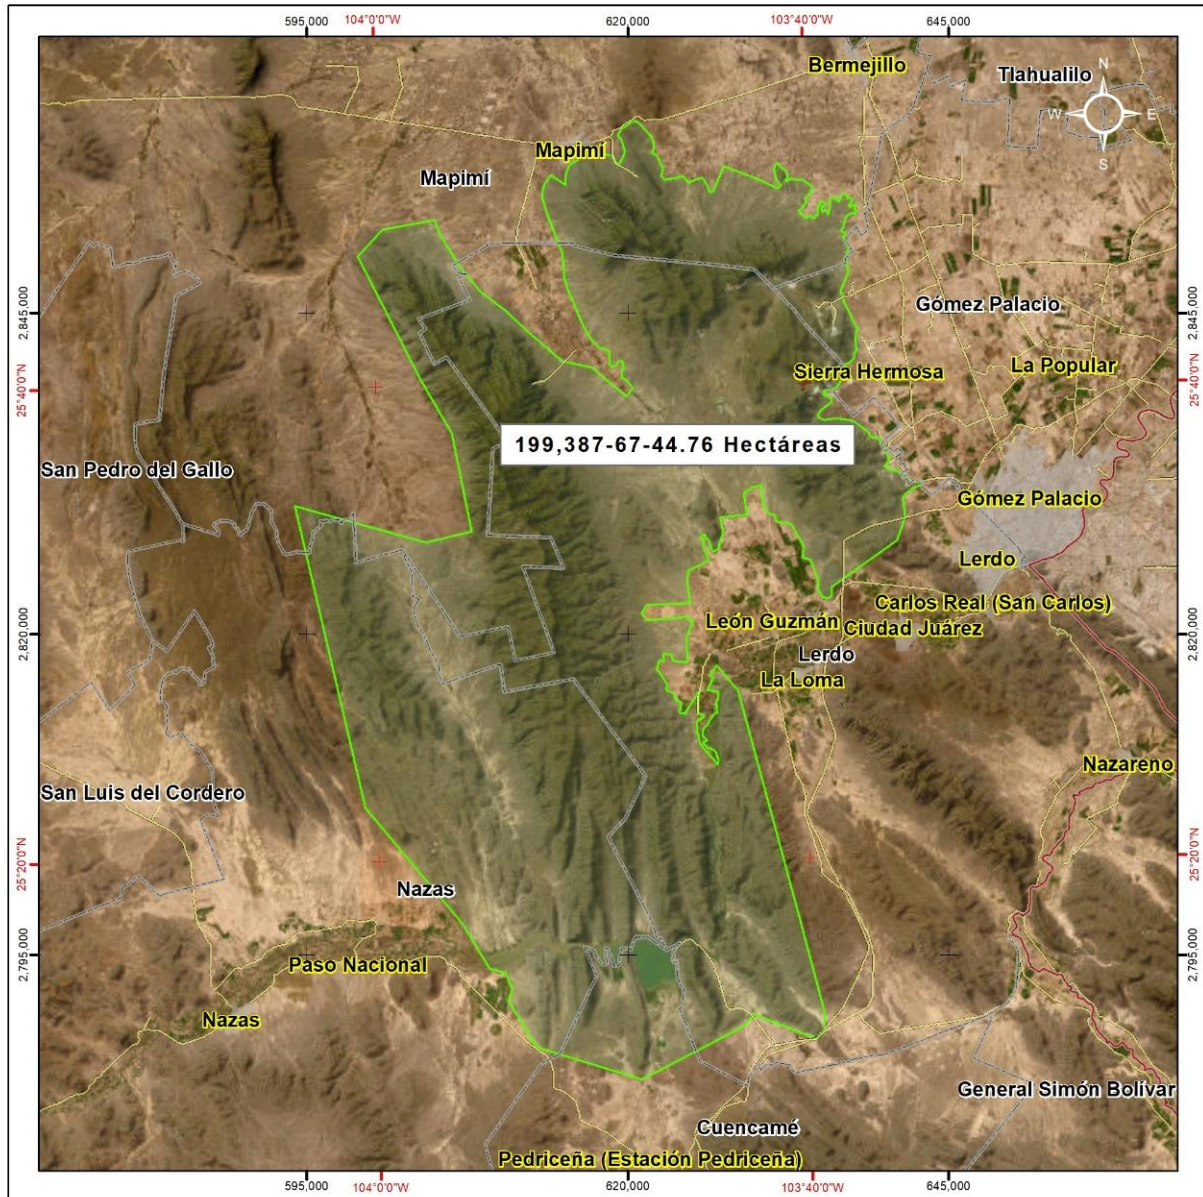 595,000
104°0'0"W
620,000
103°40'0"W
645,000
Bermejillo
Tlahualilo
N
W
E
S
Mapimí
Mapimí
2,845,000
Gómez Palacio
2,845,000
Sierra Hermosa
La Popular
25°40'0"N
25°40'0"N
199,387-67-44.76 Hectáreas
San Pedro del Gallo
Gómez Palacio
Lerdo
Carlos Real (San Carlos)
León Guzmán
Ciudad Juárez
2,820,000
2,820,000
Lerdo
La Loma
Nazareno
San Luis del Cordero
25°20'0"N
25°20'0"N
Nazas
2,795,000
2,795,000
Paso Nacional
Nazas
General Simón Bolívar
Cuencamé
Pedriceña (Estación Pedriceña)
595,000
104°0'0"W
620,000
103°40'0"W
645,000